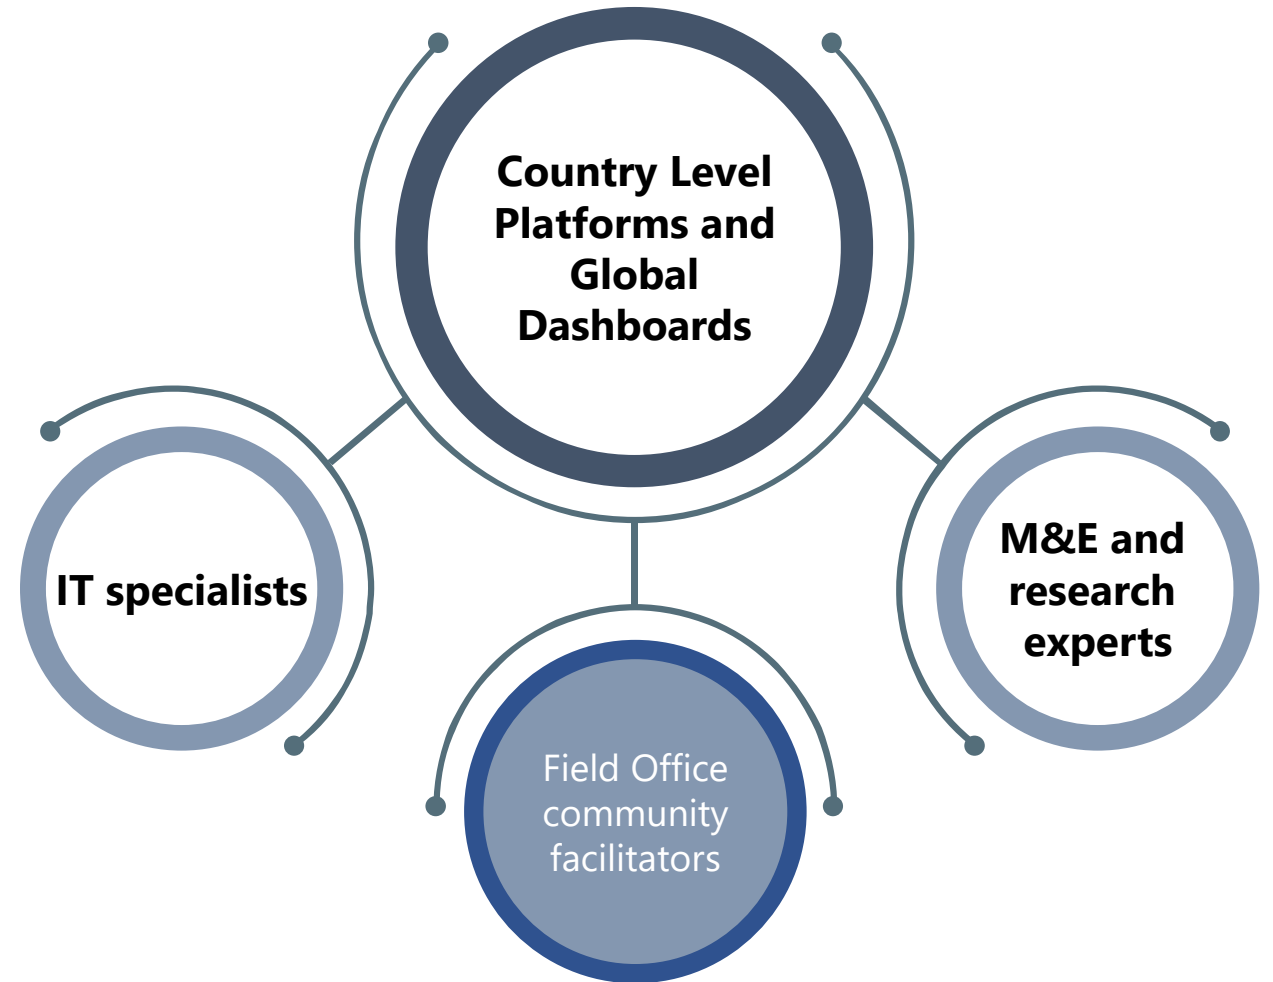 Country Level
Platforms and
Global
Dashboards
IT specialists
M&E and
research
experts
Field Office
community
facilitators